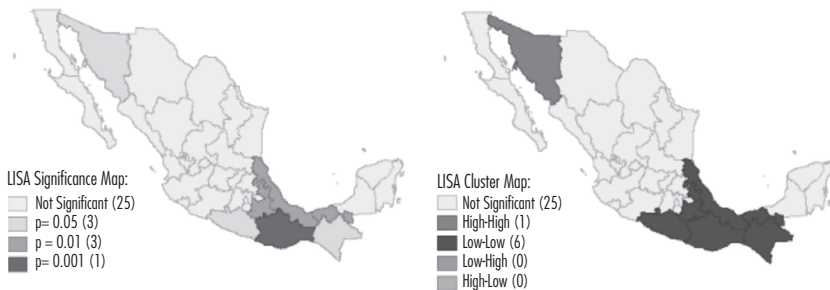 LISA Significance Map:
Not Significant (25)
p= 0.05 (3)
p= 0.01 (3)
p= 0.001 (1)
LISA Cluster Map:
Not Significant (25)
High-High (1)
Low-Low (6)
Low-High (0)
High-Low (0)